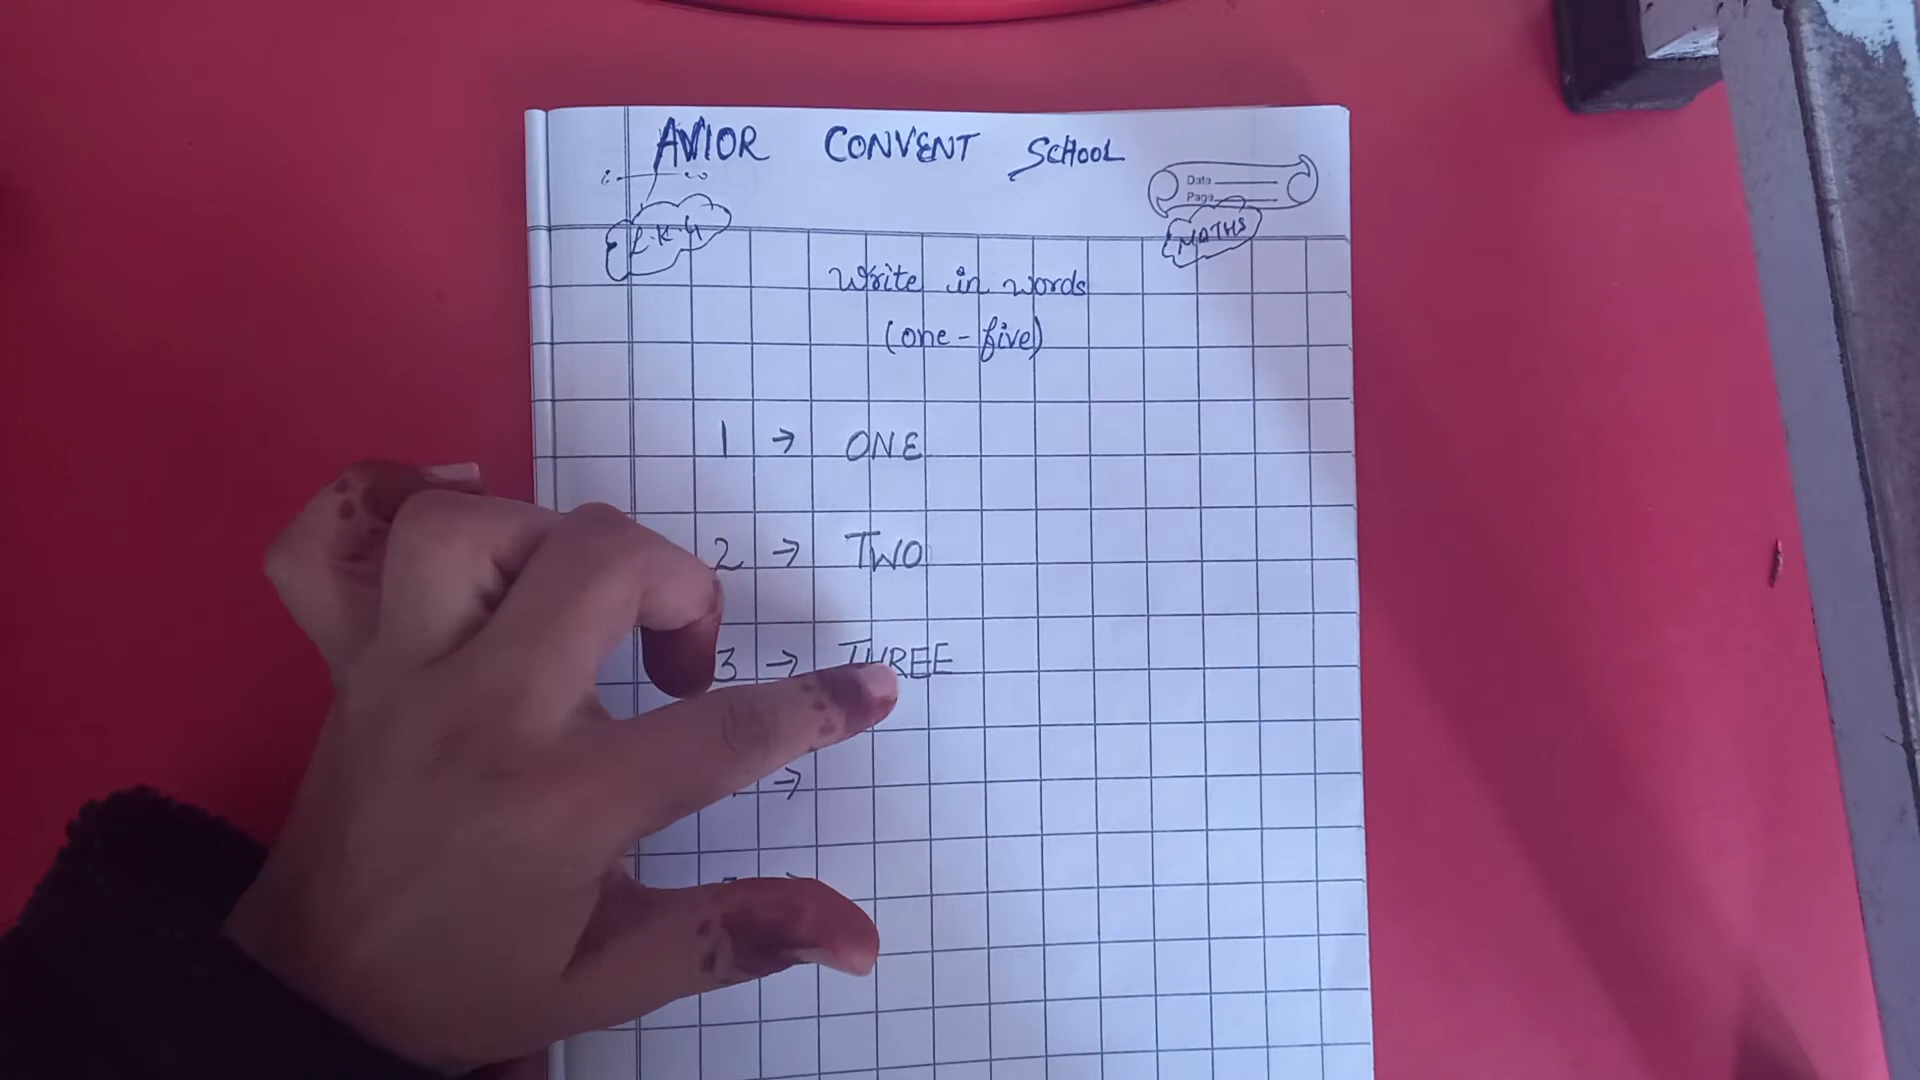 AVIOR CONVENT SCHOOL
Date
Page
L.K.G
MATHS
Write in words
(one - five)
1 → ONE
2 → TWO
3 → THREE
→